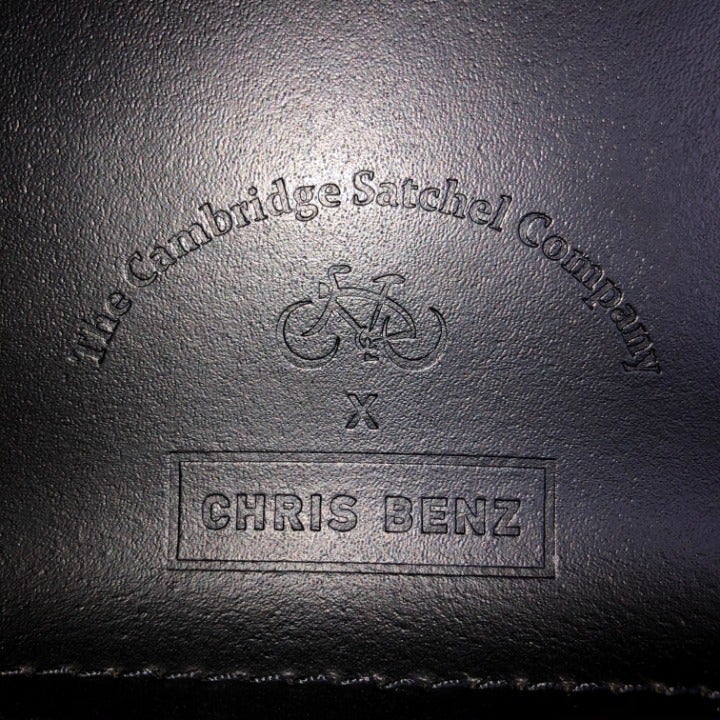 The Cambridge Satchel Company
X
CHRIS BENZ